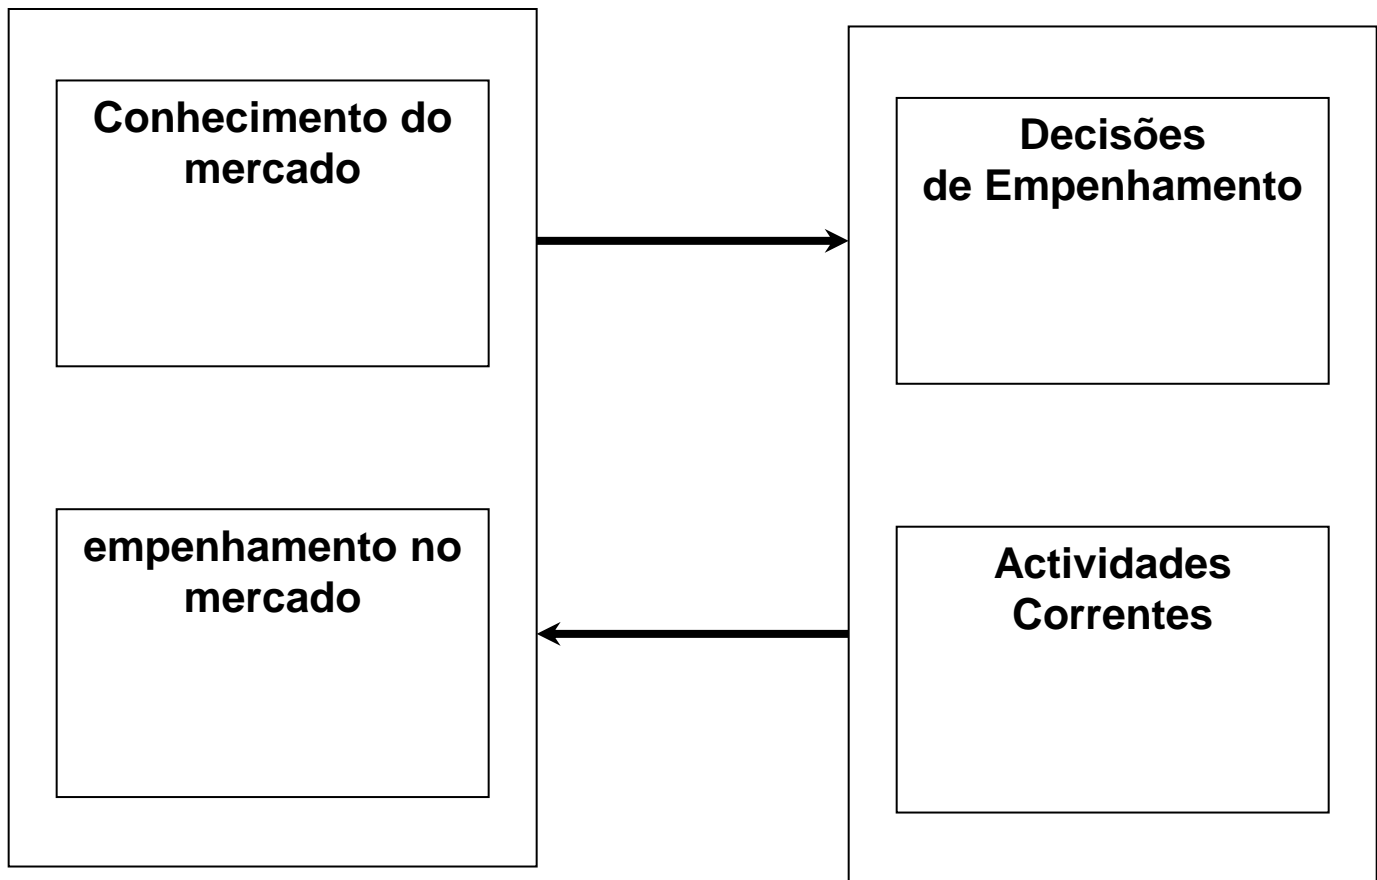 Conhecimento do
mercado
Decisões
de Empenhamento
empenhamento no
mercado
Actividades
Correntes